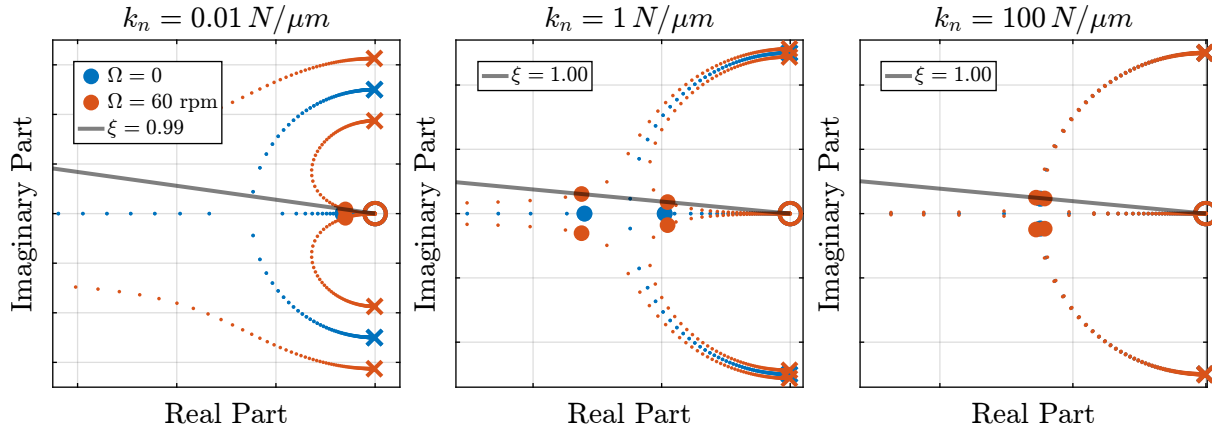 k_n = 0.01 N/μm
k_n = 1 N/μm
k_n = 100 N/μm
Ω = 0
Ω = 60 rpm
ξ = 0.99
ξ = 1.00
ξ = 1.00
Imaginary Part
Imaginary Part
Imaginary Part
Real Part
Real Part
Real Part